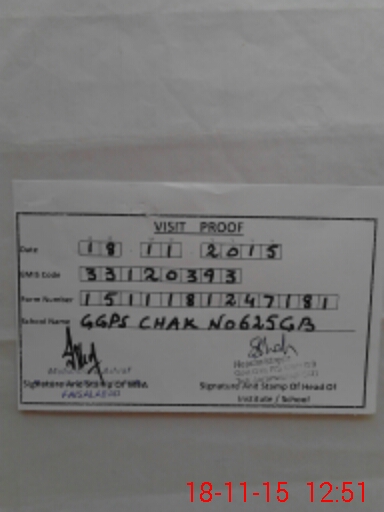 VISIT PROOF
Date 18 11 2015
EMIS Code 33120393
Form Number 1511181247181
School Name GGPS CHAK NO625GB
Signature And Stamp Of MEA
Signature And Stamp Of Head Of
FAISALABAD
Institute / School
18-11-15 12:51